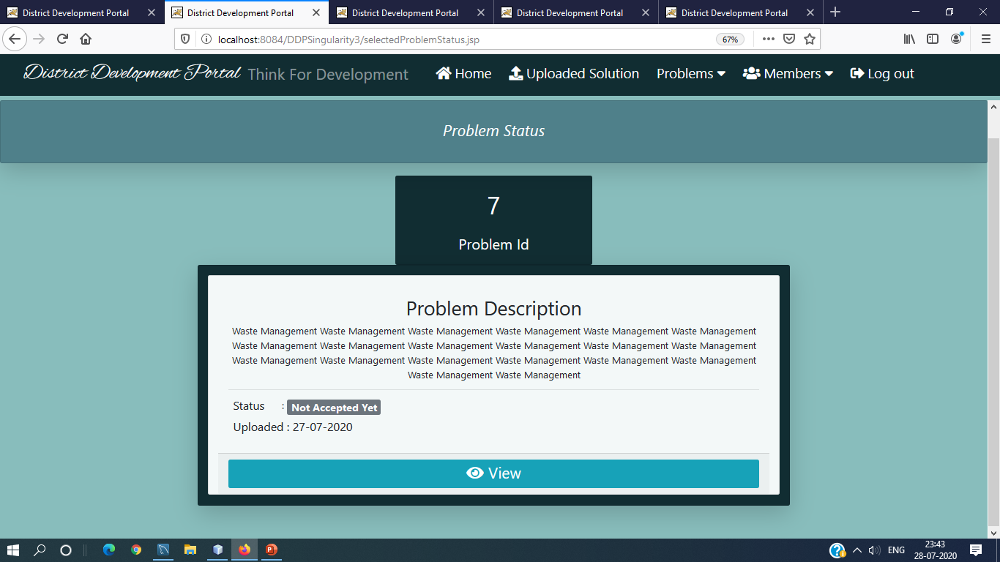 District Development Portal District Development Portal District Development Portal District Development Portal District Development Portal
localhost:8084/DDPSingularity3/selectedProblemStatus.jsp 67%
District Development Portal Think For Development Home Uploaded Solution Problems Members Log out
Problem Status
7
Problem Id
Problem Description
Waste Management Waste Management Waste Management Waste Management Waste Management Waste Management
Waste Management Waste Management Waste Management Waste Management Waste Management Waste Management
Waste Management Waste Management Waste Management Waste Management Waste Management Waste Management
Waste Management Waste Management
Status : Not Accepted Yet
Uploaded : 27-07-2020
View
ENG 23:43
28-07-2020